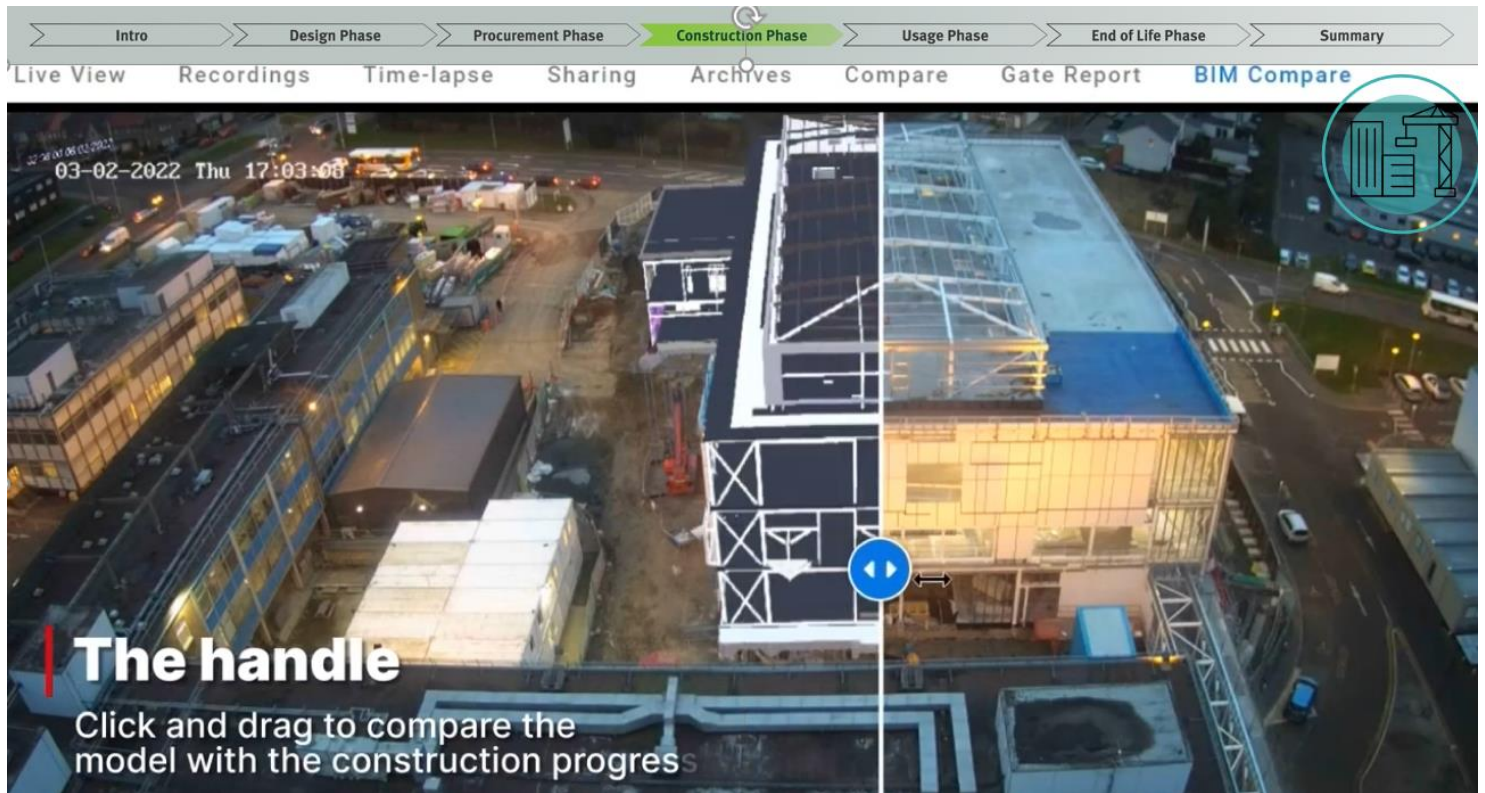 Intro
Design Phase
Procurement Phase
Construction Phase
Usage Phase
End of Life Phase
Summary
Live View
Recordings
Time-lapse
Sharing
Archives
Compare
Gate Report
BIM Compare
03-02-2022 Thu 17:03:08
The handle
Click and drag to compare the
model with the construction progress